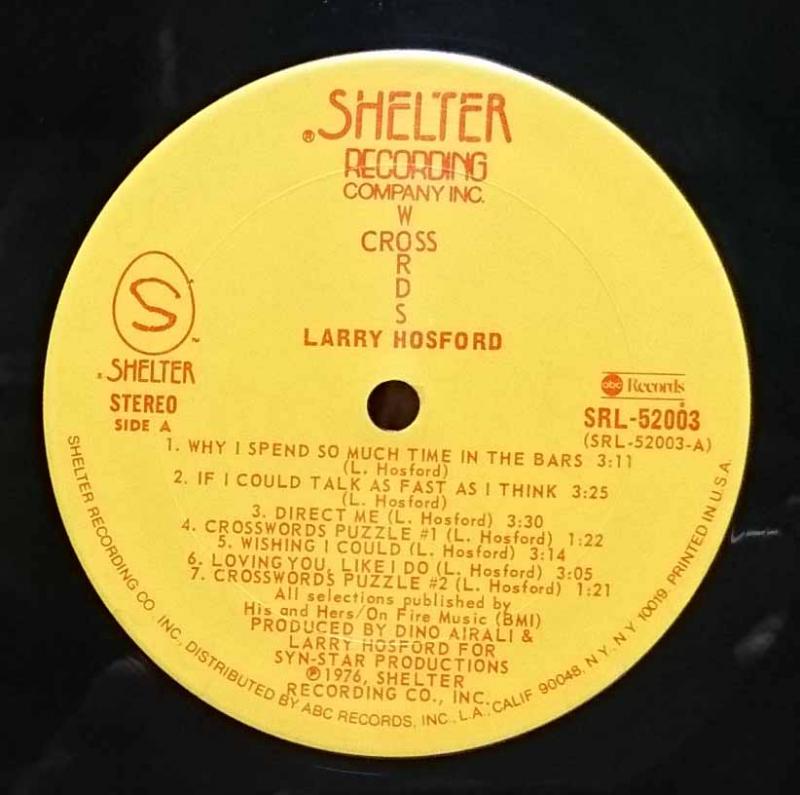 ® SHELTER
RECORDING
COMPANY INC.
CROSS
WORDS
LARRY HOSFORD
S
™
SHELTER
STEREO
SIDE A
abc Records
®
SRL-52003
(SRL-52003-A)
1. WHY I SPEND SO MUCH TIME IN THE BARS 3:11
(L. Hosford)
2. IF I COULD TALK AS FAST AS I THINK 3:25
(L. Hosford)
3. DIRECT ME (L. Hosford) 3:30
4. CROSSWORDS PUZZLE #1 (L. Hosford) 1:22
5. WISHING I COULD (L. Hosford) 3:14
6. LOVING YOU, LIKE I DO (L. Hosford) 3:05
7. CROSSWORDS PUZZLE #2 (L. Hosford) 1:21
All selections published by
His and Hers/On Fire Music (BMI)
PRODUCED BY DINO AIRALI &
LARRY HOSFORD FOR
SYN-STAR PRODUCTIONS
℗1976, SHELTER
RECORDING CO., INC.
SHELTER RECORDING CO. INC., DISTRIBUTED BY ABC RECORDS, INC., L.A., CALIF 90048, N.Y., N.Y. 10019. PRINTED IN U.S.A.